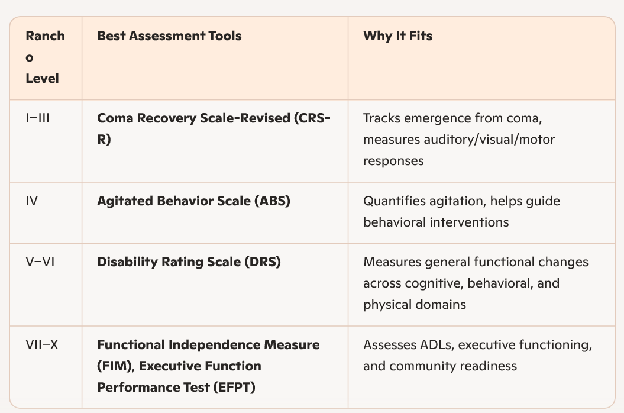 Ranch
o
Level
Best Assessment Tools
Why It Fits
I–III
Coma Recovery Scale-Revised (CRS-
R)
Tracks emergence from coma,
measures auditory/visual/motor
responses
IV
Agitated Behavior Scale (ABS)
Quantifies agitation, helps guide
behavioral interventions
V–VI
Disability Rating Scale (DRS)
Measures general functional changes
across cognitive, behavioral, and
physical domains
VII–X
Functional Independence Measure
(FIM), Executive Function
Performance Test (EFPT)
Assesses ADLs, executive functioning,
and community readiness